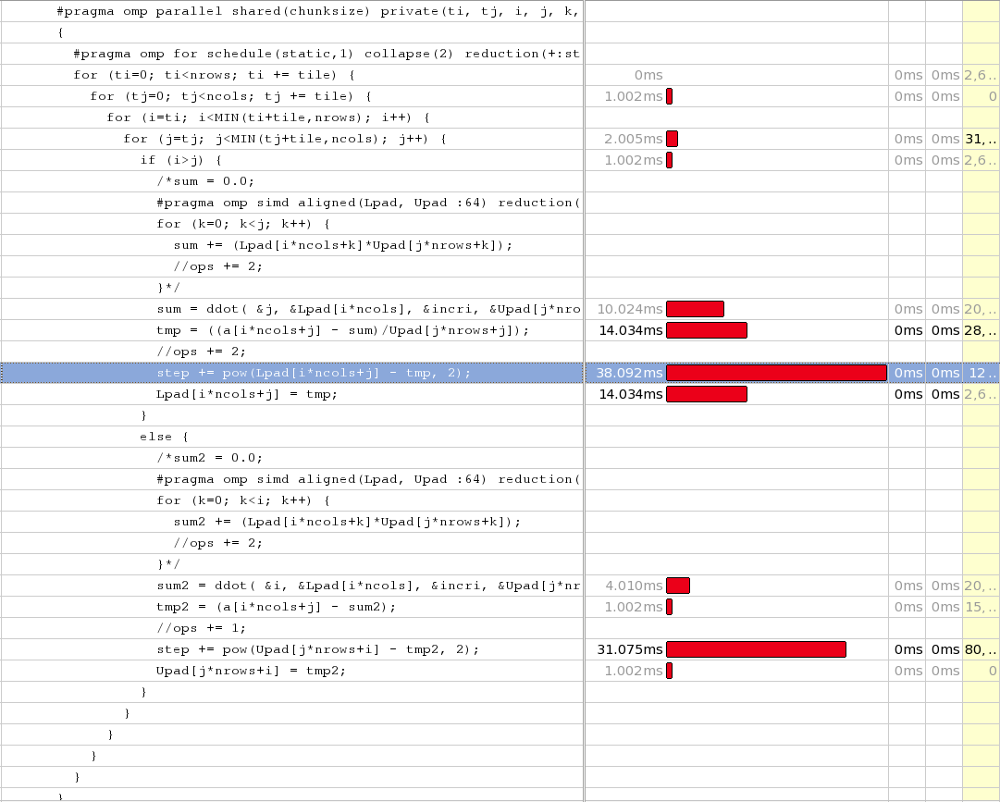 #pragma omp parallel shared(chunksize) private(ti, tj, i, j, k,
{
#pragma omp for schedule(static,1) collapse(2) reduction(+:st
for (ti=0; ti<nrows; ti += tile) { 0ms 0ms 0ms 2,6..
for (tj=0; tj<ncols; tj += tile) { 1.002ms 0ms 0ms 0
for (i=ti; i<MIN(ti+tile,nrows); i++) {
for (j=tj; j<MIN(tj+tile,ncols); j++) { 2.005ms 0ms 0ms 31,..
if (i>j) { 1.002ms 0ms 0ms 2,6..
/*sum = 0.0;
#pragma omp simd aligned(Lpad, Upad :64) reduction(
for (k=0; k<j; k++) {
sum += (Lpad[i*ncols+k]*Upad[j*nrows+k]);
//ops += 2;
}*/
sum = ddot( &j, &Lpad[i*ncols], &incri, &Upad[j*nro 10.024ms 0ms 0ms 20,..
tmp = ((a[i*ncols+j] - sum)/Upad[j*nrows+j]); 14.034ms 0ms 0ms 28,..
//ops += 2;
step += pow(Lpad[i*ncols+j] - tmp, 2); 38.092ms 0ms 0ms 12..
Lpad[i*ncols+j] = tmp; 14.034ms 0ms 0ms 2,6..
}
else {
/*sum2 = 0.0;
#pragma omp simd aligned(Lpad, Upad :64) reduction(
for (k=0; k<i; k++) {
sum2 += (Lpad[i*ncols+k]*Upad[j*nrows+k]);
//ops += 2;
}*/
sum2 = ddot( &i, &Lpad[i*ncols], &incri, &Upad[j*nr 4.010ms 0ms 0ms 20,..
tmp2 = (a[i*ncols+j] - sum2); 1.002ms 0ms 0ms 15,..
//ops += 1;
step += pow(Upad[j*nrows+i] - tmp2, 2); 31.075ms 0ms 0ms 80,..
Upad[j*nrows+i] = tmp2; 1.002ms 0ms 0ms 0
}
}
}
}
}
}